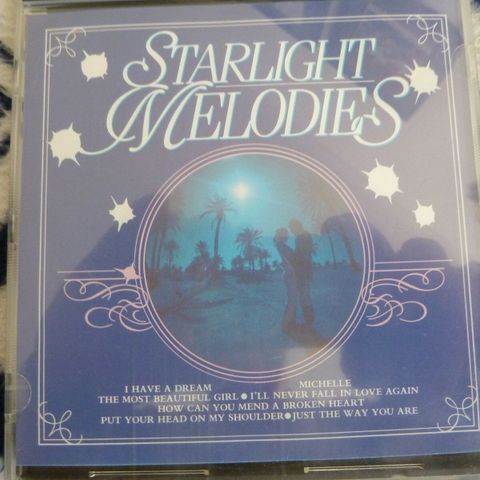 STARLIGHT
MELODIES
I HAVE A DREAM MICHELLE
THE MOST BEAUTIFUL GIRL ● I'LL NEVER FALL IN LOVE AGAIN
HOW CAN YOU MEND A BROKEN HEART
PUT YOUR HEAD ON MY SHOULDER ● JUST THE WAY YOU ARE